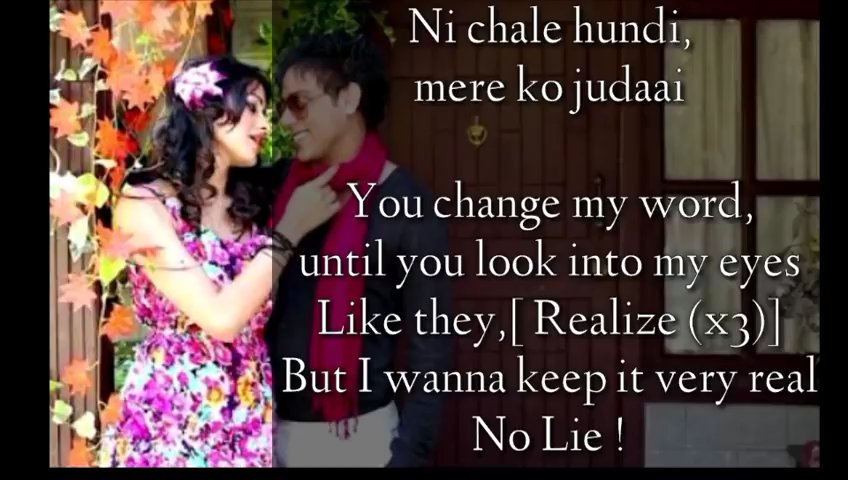 Ni chale hundi,
mere ko judaai
You change my word,
until you look into my eyes
Like they,[ Realize (x3)]
But I wanna keep it very real
No Lie !